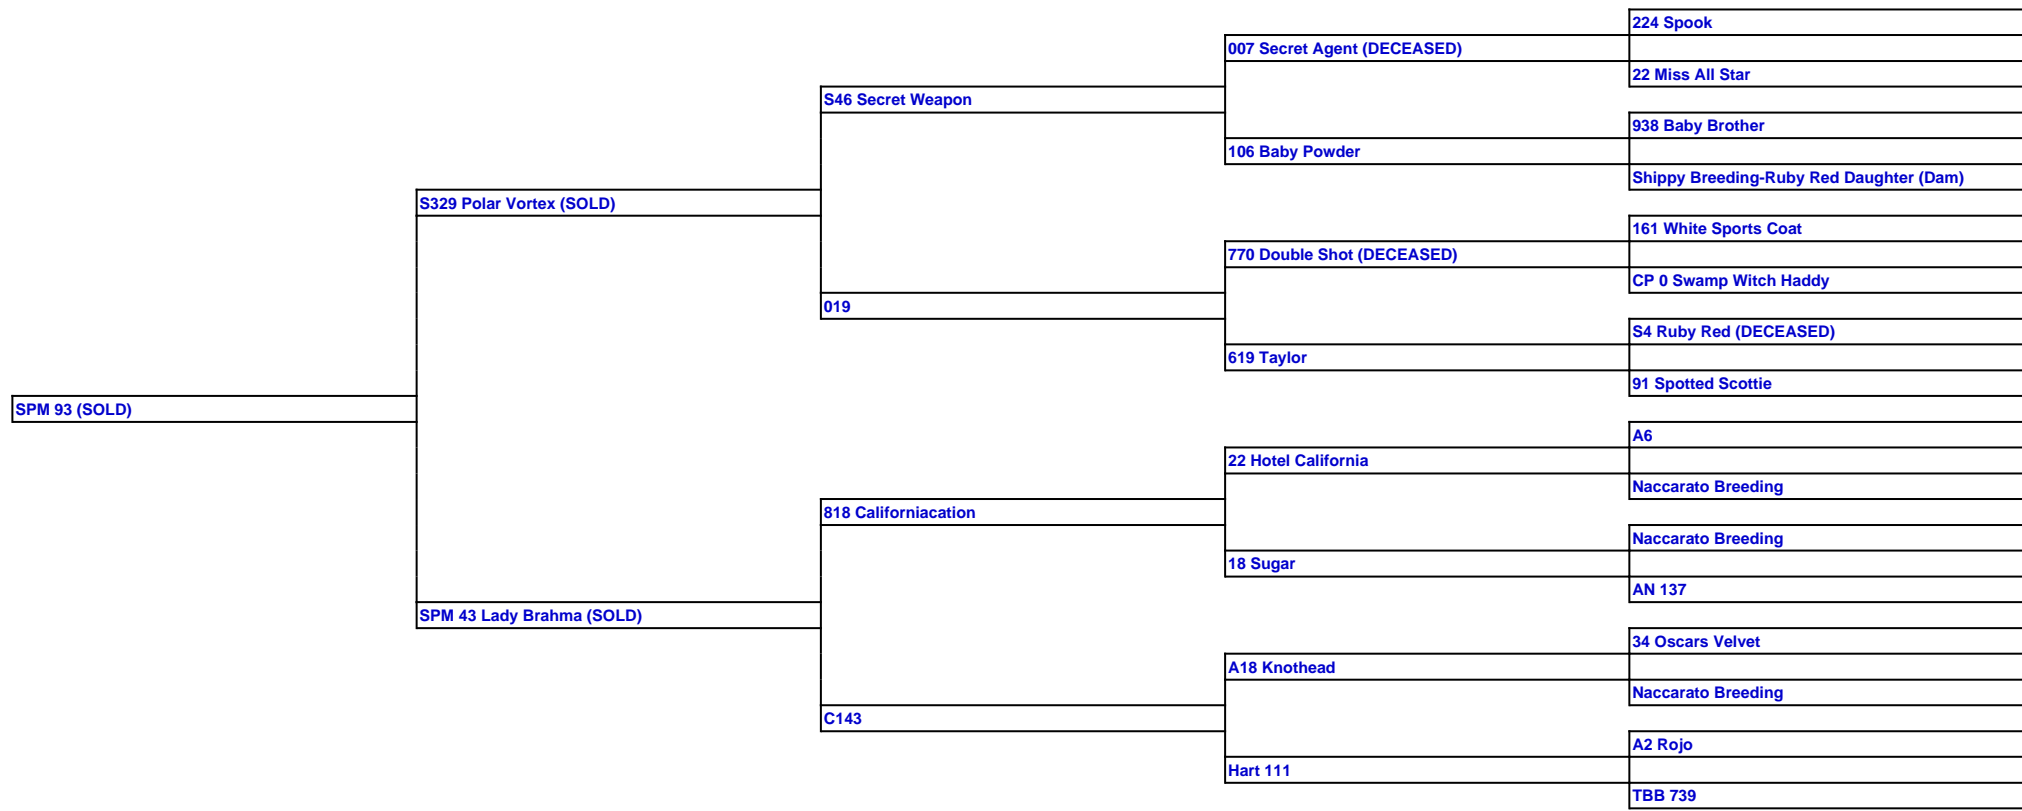 224 Spook
007 Secret Agent (DECEASED)
22 Miss All Star
S46 Secret Weapon
938 Baby Brother
106 Baby Powder
Shippy Breeding-Ruby Red Daughter (Dam)
S329 Polar Vortex (SOLD)
161 White Sports Coat
770 Double Shot (DECEASED)
CP 0 Swamp Witch Haddy
019
S4 Ruby Red (DECEASED)
619 Taylor
91 Spotted Scottie
SPM 93 (SOLD)
A6
22 Hotel California
Naccarato Breeding
818 Californiacation
Naccarato Breeding
18 Sugar
AN 137
SPM 43 Lady Brahma (SOLD)
34 Oscars Velvet
A18 Knothead
Naccarato Breeding
C143
A2 Rojo
Hart 111
TBB 739